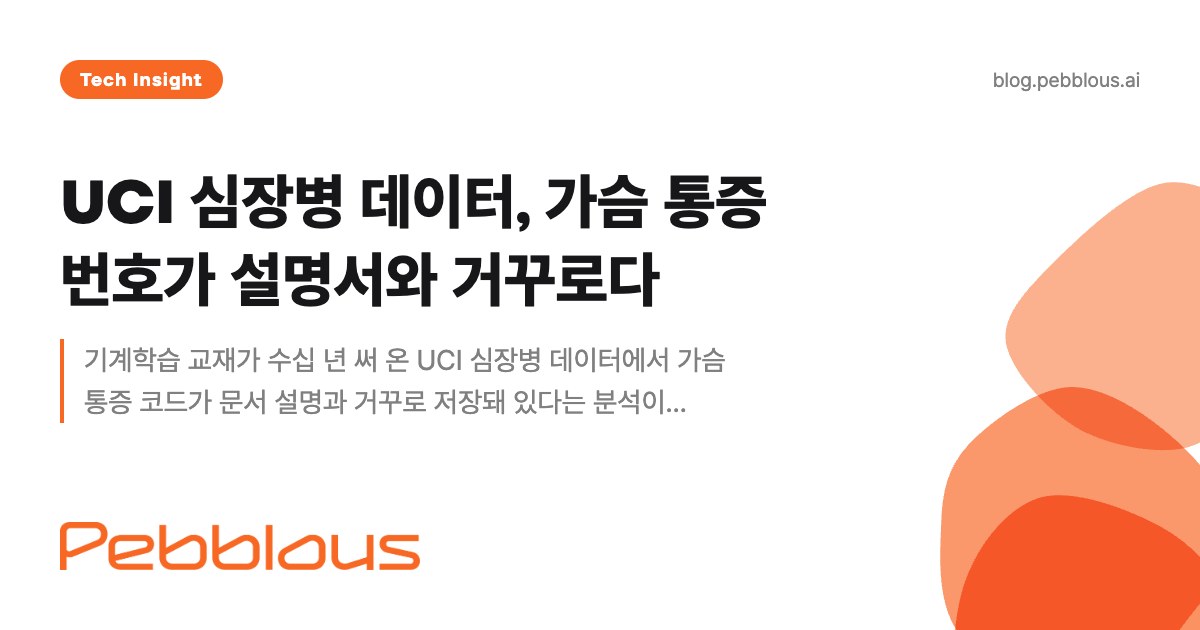 Tech Insight
blog.pebblous.ai
UCI 심장병 데이터, 가슴 통증
번호가 설명서와 거꾸로다
기계학습 교재가 수십 년 써 온 UCI 심장병 데이터에서 가슴
통증 코드가 문서 설명과 거꾸로 저장돼 있다는 분석이...
Pebblous